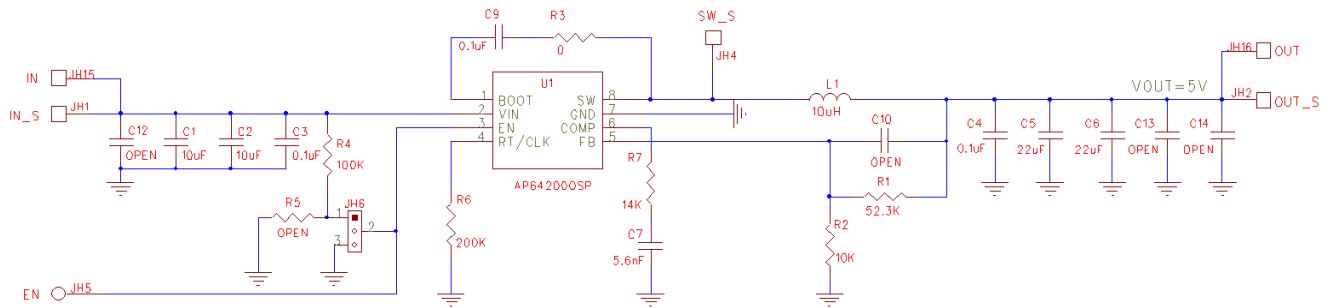 IN
JH15
IN_S
JH1
C12
OPEN
C1
10uF
C2
10uF
C3
0.1uF
R4
100K
R5
OPEN
JH6
1
2
3
EN
JH5
C9
0.1uF
R3
0
U1
1
BOOT
2
VIN
3
EN
4
RT/CLK
SW
8
GND
7
COMP
6
FB
5
AP64200QSP
R6
200K
R7
14K
C7
5.6nF
SW_S
JH4
L1
10uH
C10
OPEN
R1
52.3K
R2
10K
C4
0.1uF
C5
22uF
C6
22uF
C13
OPEN
C14
OPEN
VOUT=5V
JH16
OUT
JH2
OUT_S